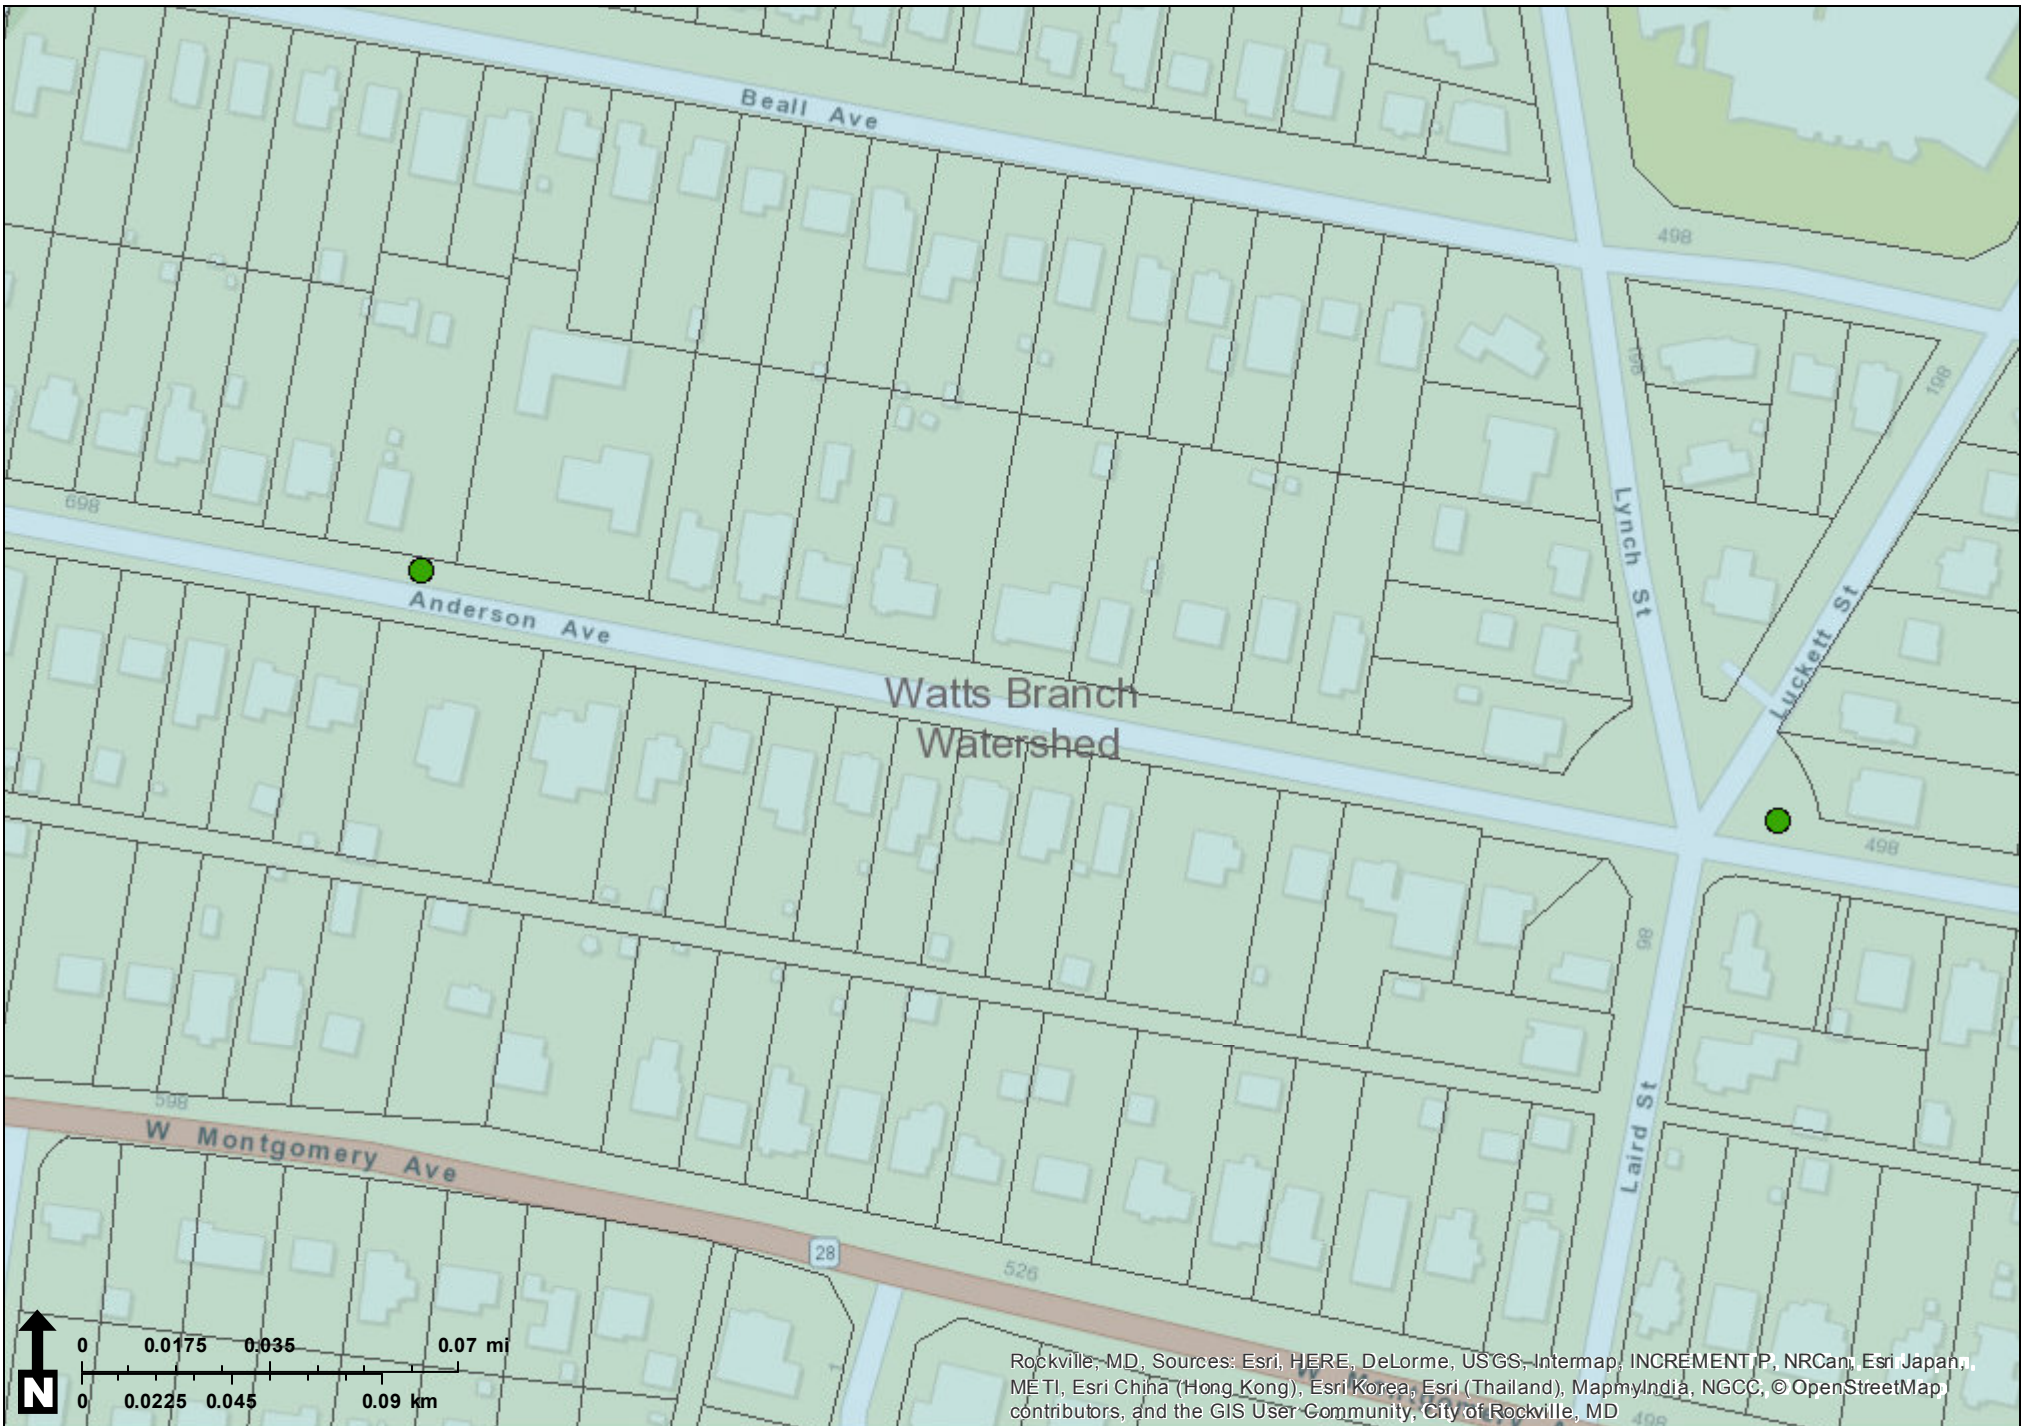 Beall Ave
498
198
198
Lynch St
698
Anderson Ave
Luckett St
Watts Branch
Watershed
498
98
Laird St
598
W Montgomery Ave
28
526
0 0.0175 0.035 0.07 mi
0 0.0225 0.045 0.09 km
N
Rockville, MD, Sources: Esri, HERE, DeLorme, USGS, Intermap, INCREMENT P, NRCan, Esri Japan,
METI, Esri China (Hong Kong), Esri Korea, Esri (Thailand), MapmyIndia, NGCC, © OpenStreetMap
contributors, and the GIS User Community, City of Rockville, MD
W Montgomery
498